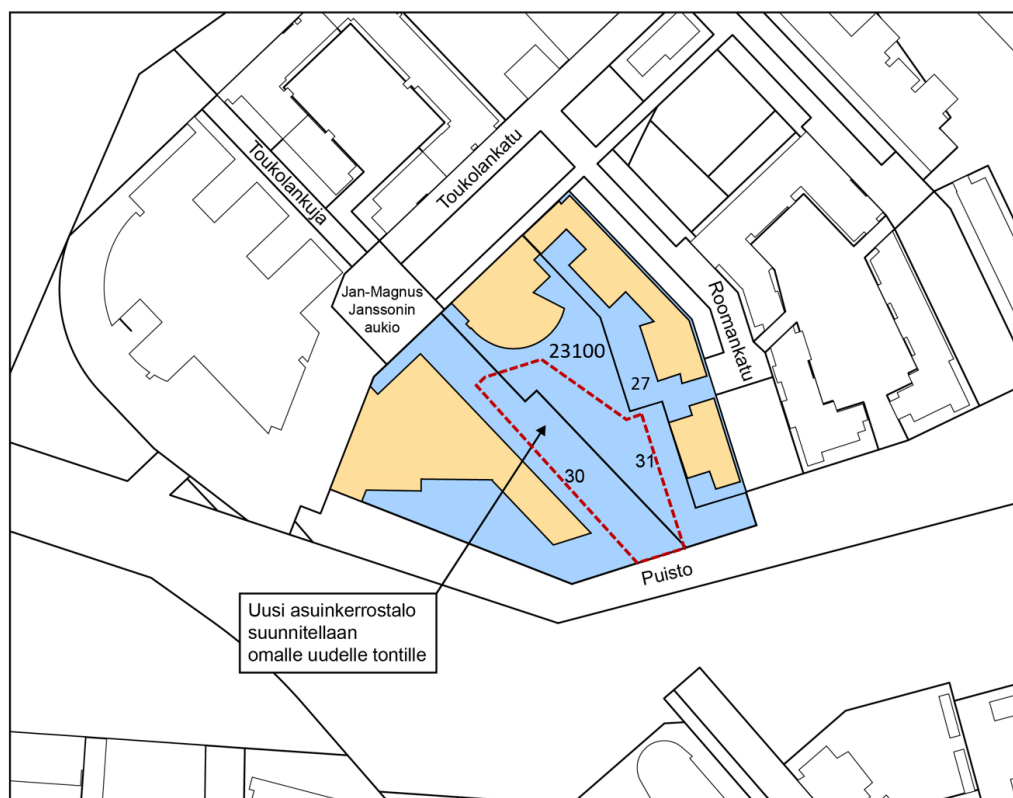 Toukolankuja
Toukolankatu
Jan-Magnus
Janssonin
aukio
Roomankatu
23100
27
31
30
Puisto
Uusi asuinkerrostalo
suunnitellaan
omalle uudelle tontille